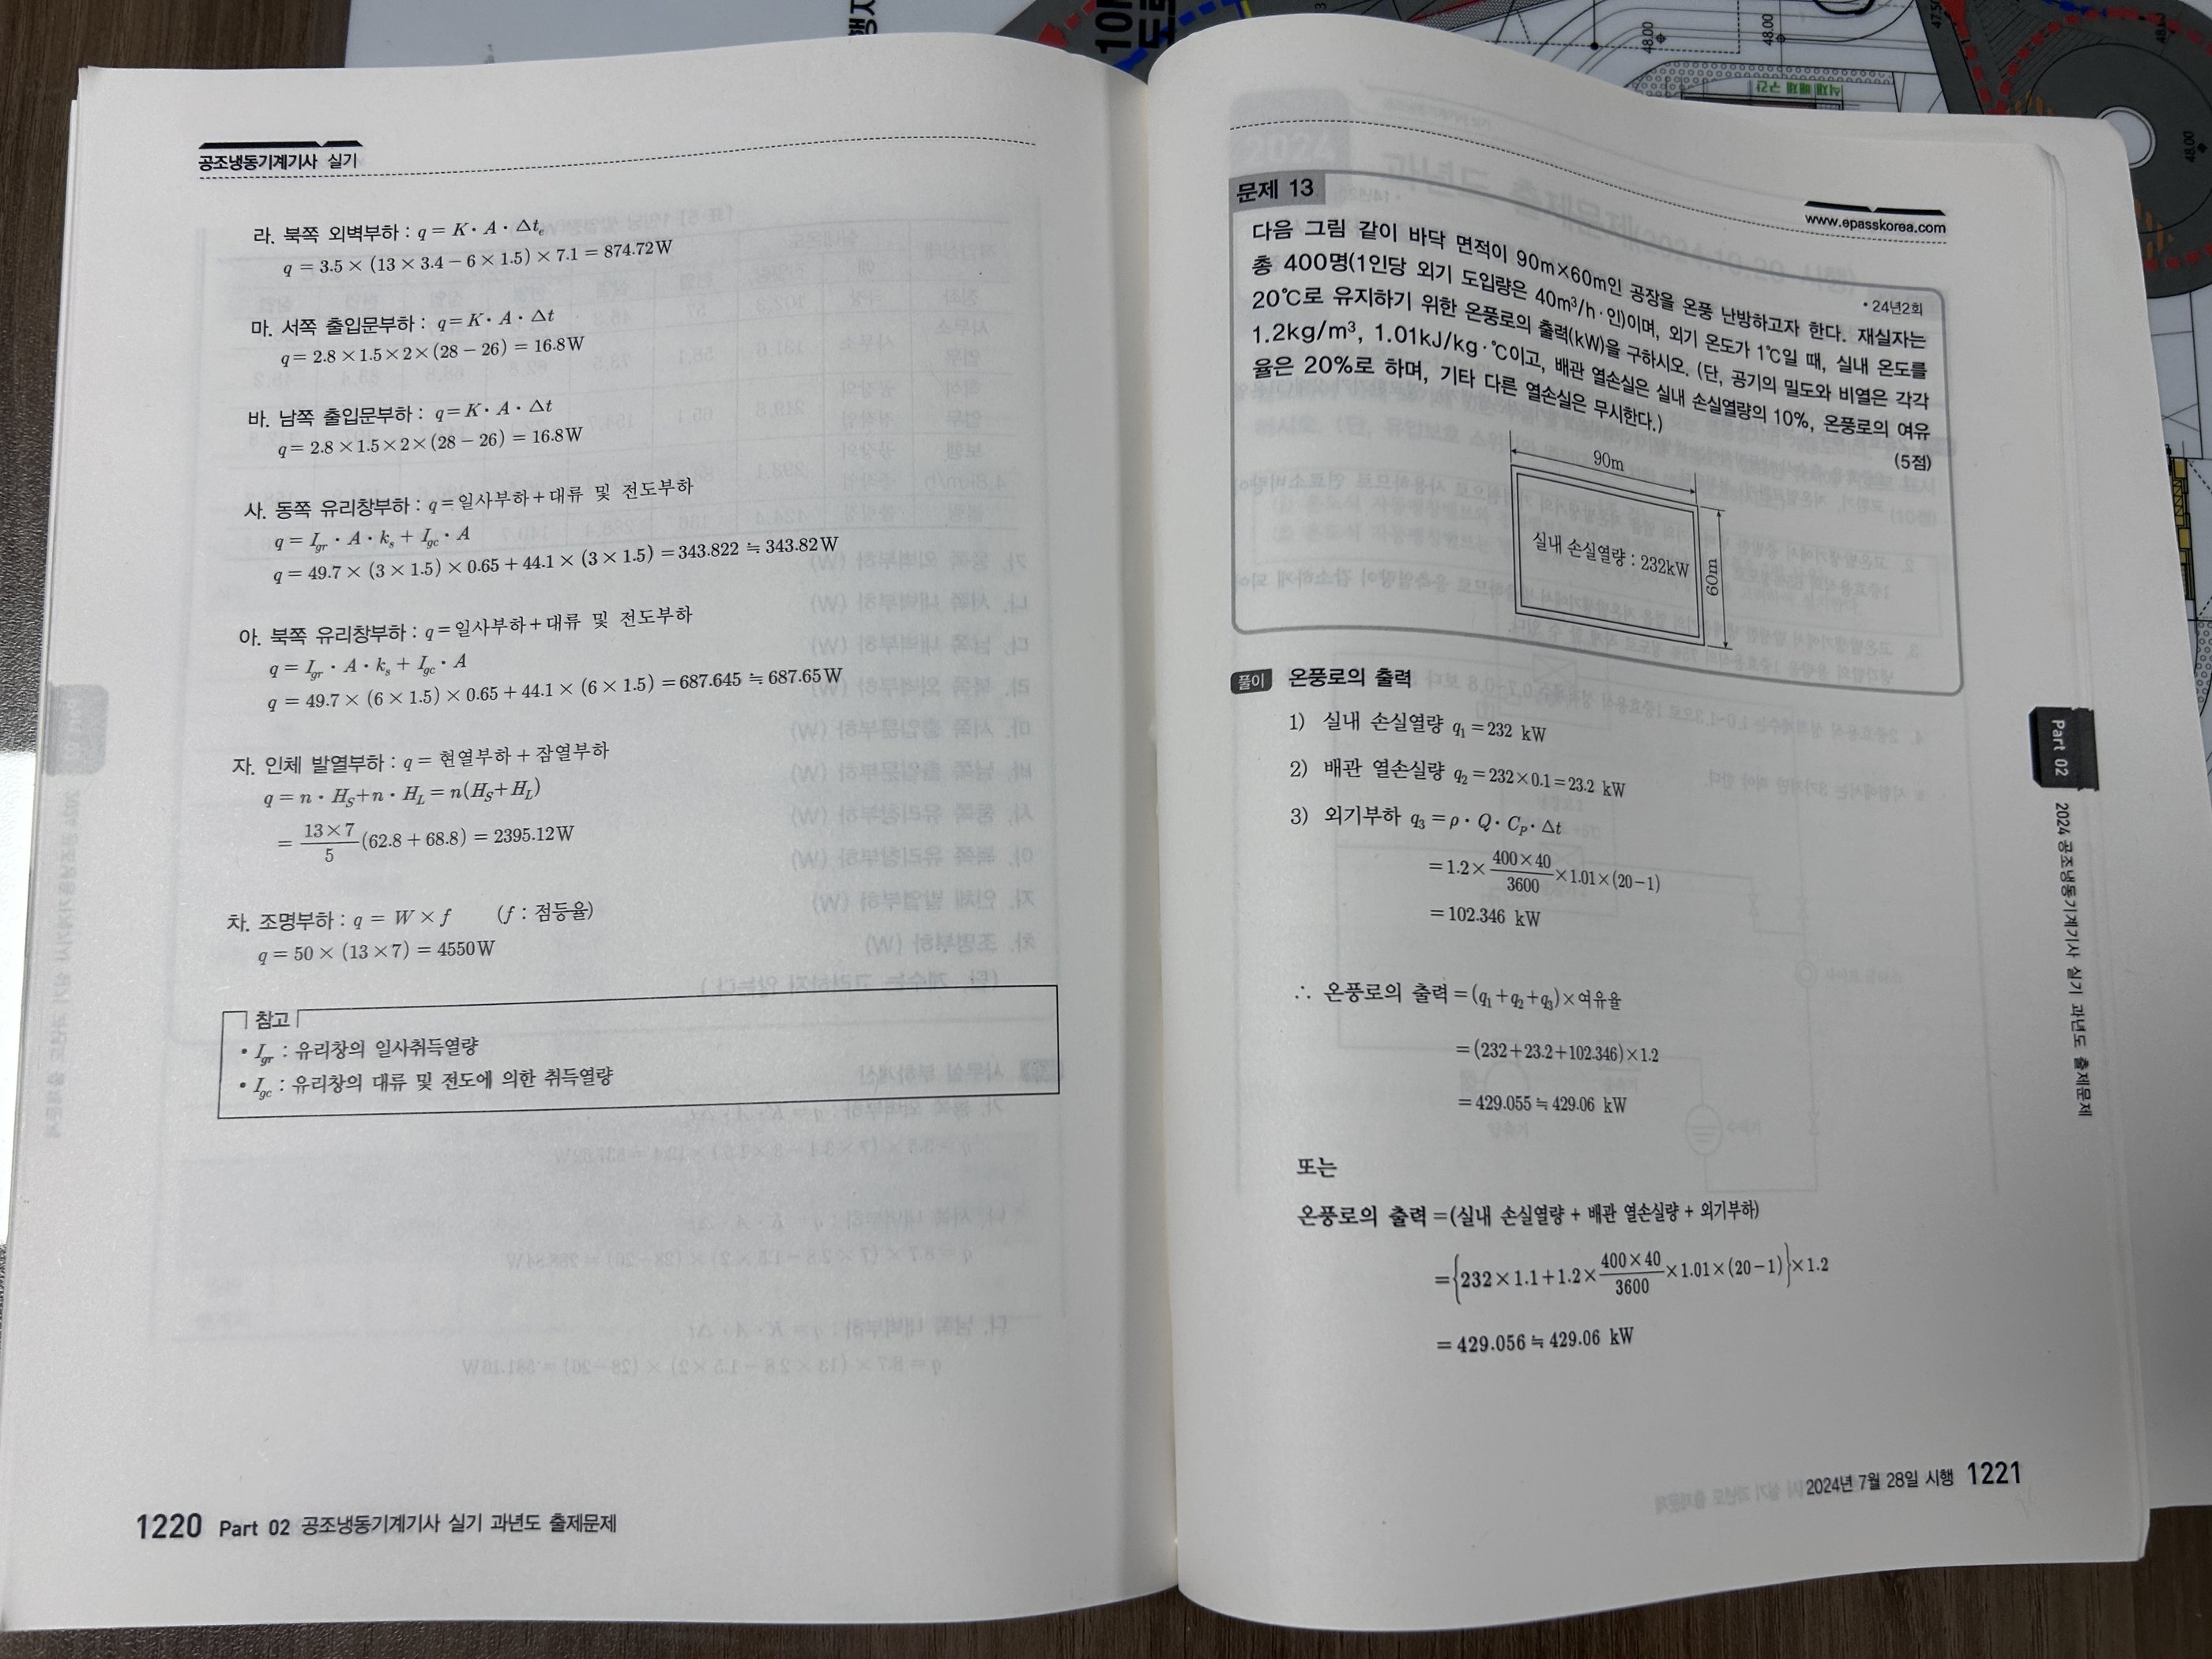 공조냉동기계기사 실기
라. 북쪽 외벽부하 : q = K · A · Δt_e
q = 3.5 × (13 × 3.4 − 6 × 1.5) × 7.1 = 874.72W
마. 서쪽 출입문부하 : q = K · A · Δt
q = 2.8 × 1.5 × 2 × (28 − 26) = 16.8W
바. 남쪽 출입문부하 : q = K · A · Δt
q = 2.8 × 1.5 × 2 × (28 − 26) = 16.8W
사. 동쪽 유리창부하 : q = 일사부하 + 대류 및 전도부하
q = I_gr · A · k_s + I_gc · A
q = 49.7 × (3 × 1.5) × 0.65 + 44.1 × (3 × 1.5) = 343.822 ≒ 343.82W
아. 북쪽 유리창부하 : q = 일사부하 + 대류 및 전도부하
q = I_gr · A · k_s + I_gc · A
q = 49.7 × (6 × 1.5) × 0.65 + 44.1 × (6 × 1.5) = 687.645 ≒ 687.65W
자. 인체 발열부하 : q = 현열부하 + 잠열부하
q = n · H_S + n · H_L = n(H_S + H_L)
= 13×7/5 (62.8 + 68.8) = 2395.12W
차. 조명부하 : q = W × f (f : 점등율)
q = 50 × (13 × 7) = 4550W
참고
• I_gr : 유리창의 일사취득열량
• I_gc : 유리창의 대류 및 전도에 의한 취득열량
1220 Part 02 공조냉동기계기사 실기 과년도 출제문제
www.epasskorea.com
문제 13
• 24년2회
다음 그림 같이 바닥 면적이 90m×60m인 공장을 온풍 난방하고자 한다. 재실자는
총 400명(1인당 외기 도입량은 40m³/h·인)이며, 외기 온도가 1℃일 때, 실내 온도를
20℃로 유지하기 위한 온풍로의 출력(kW)을 구하시오. (단, 공기의 밀도와 비열은 각각
1.2kg/m³, 1.01kJ/kg·℃이고, 배관 열손실은 실내 손실열량의 10%, 온풍로의 여유
율은 20%로 하며, 기타 다른 열손실은 무시한다.)
(5점)
90m
실내 손실열량 : 232kW
60m
풀이 온풍로의 출력
1) 실내 손실열량 q₁ = 232 kW
2) 배관 열손실량 q₂ = 232×0.1 = 23.2 kW
3) 외기부하 q₃ = ρ · Q · C_P · Δt
= 1.2× 400×40/3600 ×1.01×(20−1)
= 102.346 kW
∴ 온풍로의 출력 = (q₁+q₂+q₃)×여유율
= (232+23.2+102.346)×1.2
= 429.055 ≒ 429.06 kW
또는
온풍로의 출력 = (실내 손실열량 + 배관 열손실량 + 외기부하)
= {232×1.1+1.2× 400×40/3600 ×1.01×(20−1)}×1.2
= 429.056 ≒ 429.06 kW
Part 02
2024 공조냉동기계기사 실기 과년도 출제문제
2024년 7월 28일 시행 1221
48.00
48.00
48.00